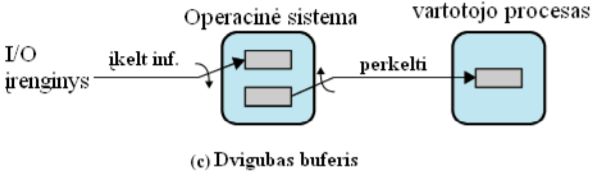 Operacinė sistema
vartotojo procesas
I/O
įrenginys
įkelt inf.
perkelti
(c) Dvigubas buferis